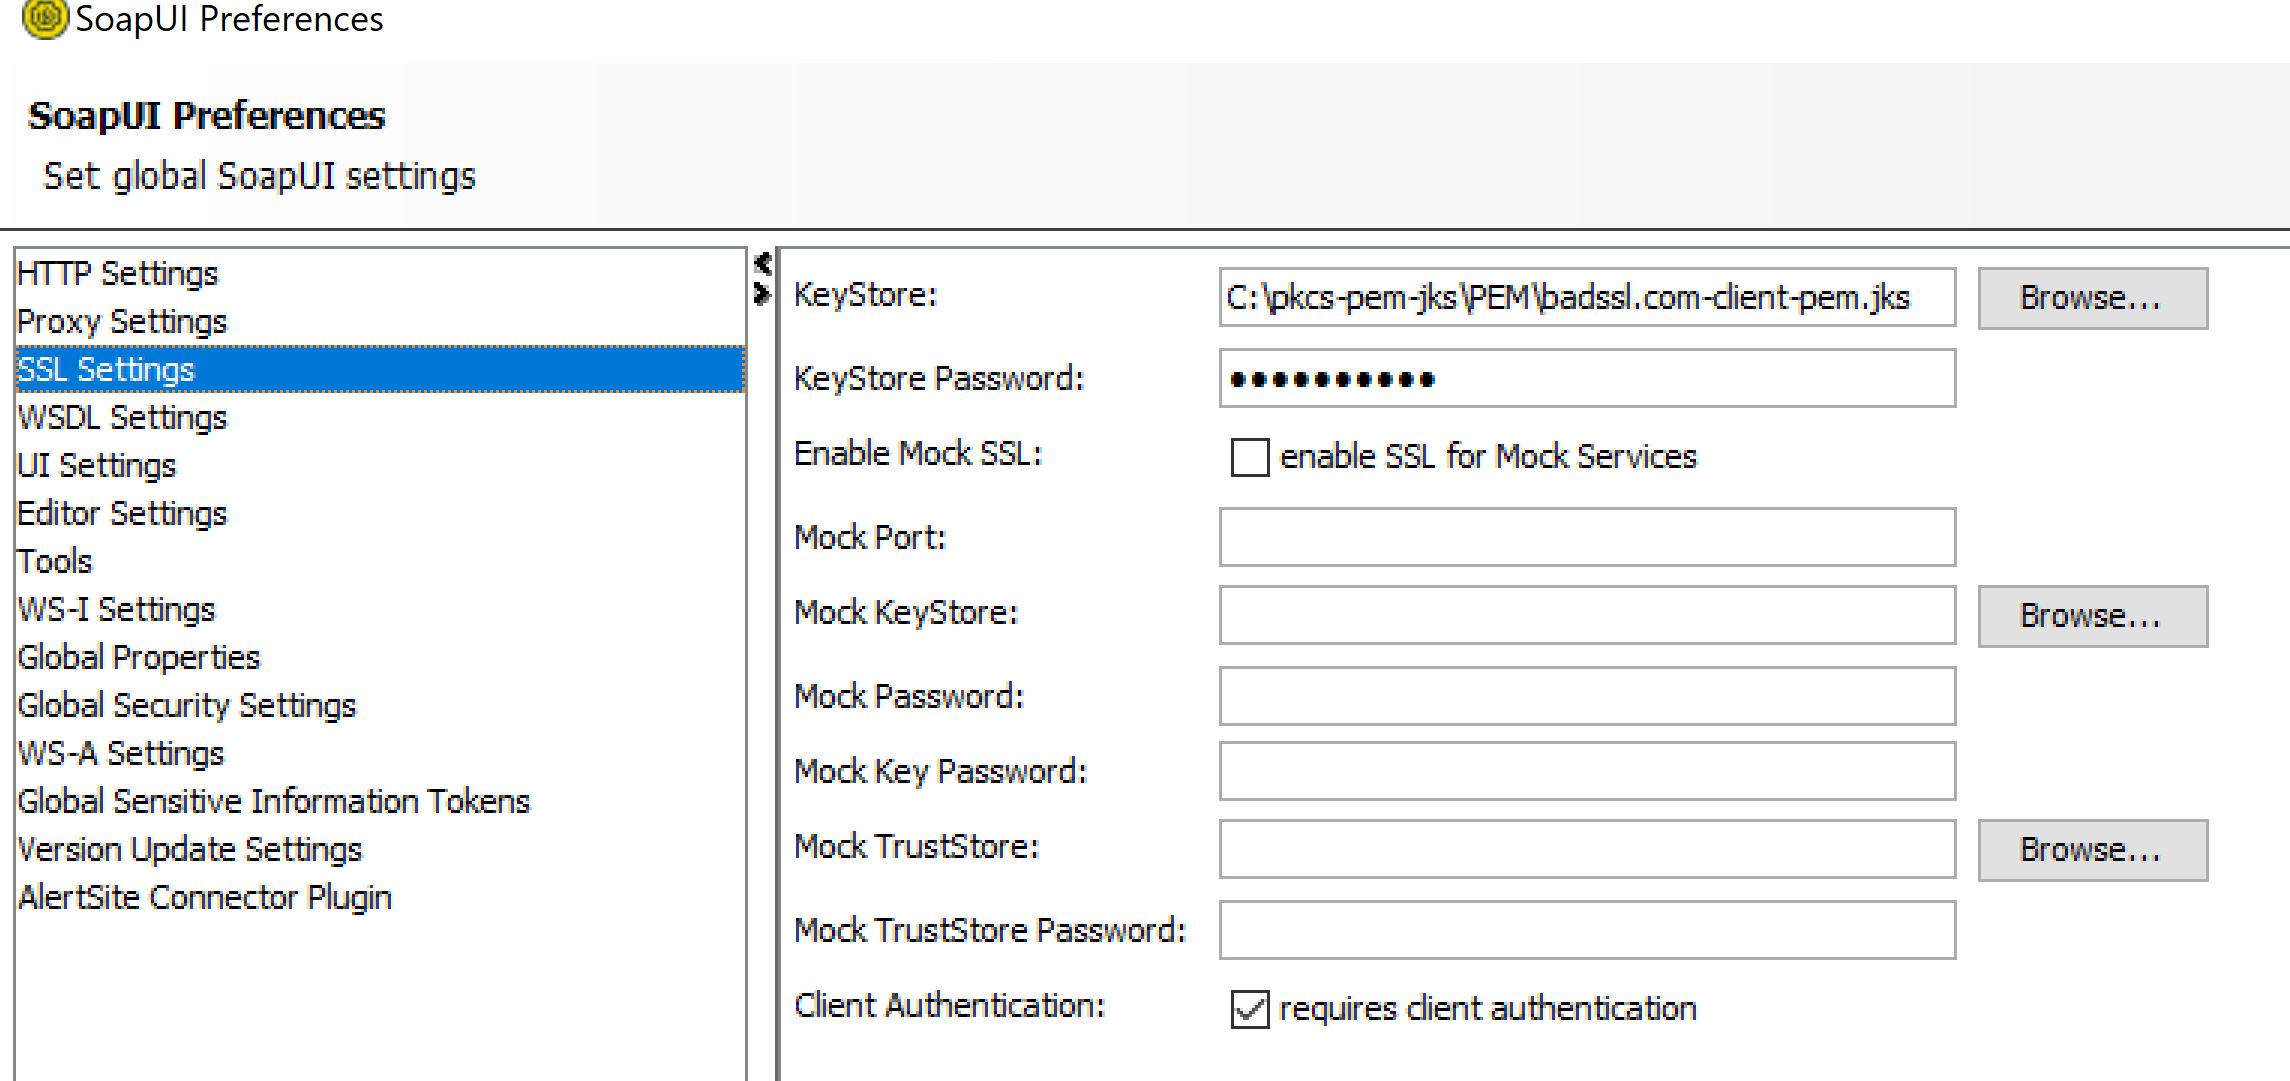 SoapUI Preferences
SoapUI Preferences
Set global SoapUI settings
HTTP Settings
Proxy Settings
SSL Settings
WSDL Settings
UI Settings
Editor Settings
Tools
WS-I Settings
Global Properties
Global Security Settings
WS-A Settings
Global Sensitive Information Tokens
Version Update Settings
AlertSite Connector Plugin
KeyStore: C:\pkcs-pem-jks\PEM\badssl.com-client-pem.jks Browse...
KeyStore Password: ••••••••••
Enable Mock SSL: enable SSL for Mock Services
Mock Port:
Mock KeyStore: Browse...
Mock Password:
Mock Key Password:
Mock TrustStore: Browse...
Mock TrustStore Password:
Client Authentication: requires client authentication